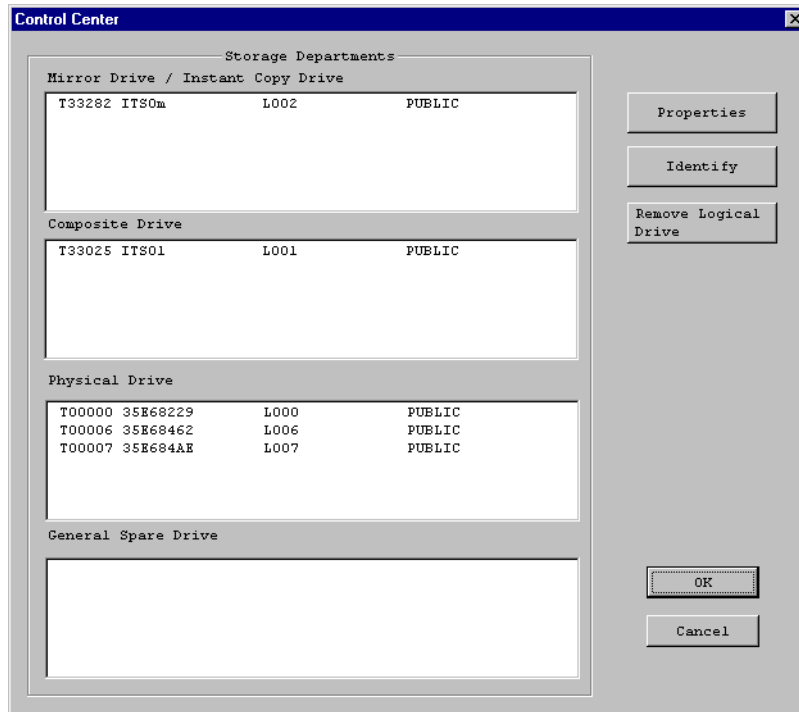 Control Center
Storage Departments
Mirror Drive / Instant Copy Drive
T33282 ITSOm L002 PUBLIC
Properties
Identify
Remove Logical
Drive
Composite Drive
T33025 ITSO1 L001 PUBLIC
Physical Drive
T00000 35E68229 L000 PUBLIC
T00006 35E68462 L006 PUBLIC
T00007 35E684AE L007 PUBLIC
General Spare Drive
OK
Cancel